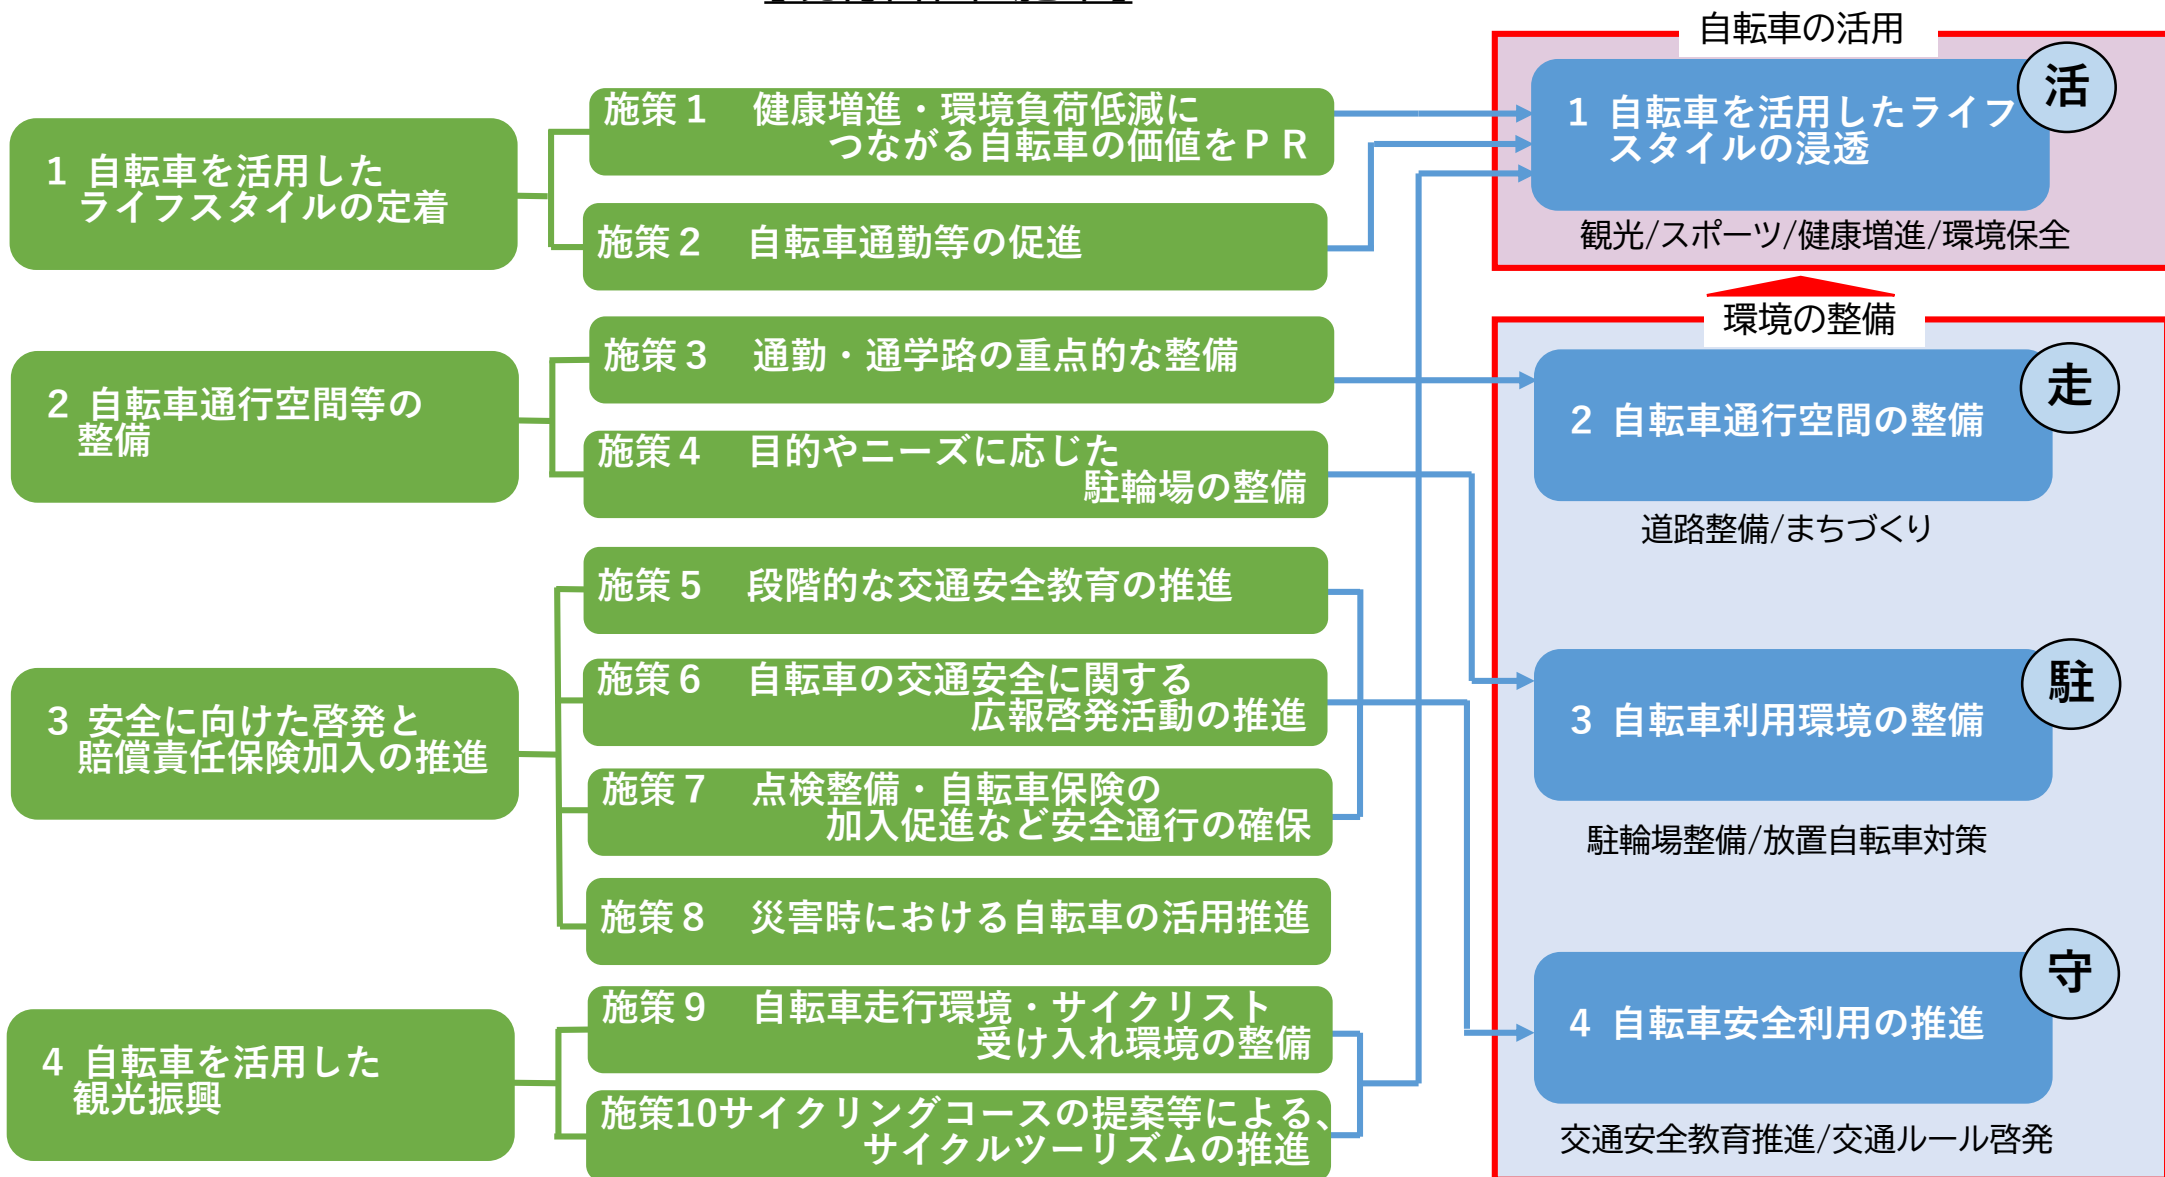 1 自転車を活用した
ライフスタイルの定着
2 自転車通行空間等の
整備
3 安全に向けた啓発と
賠償責任保険加入の推進
4 自転車を活用した
観光振興
施策１　健康増進・環境負荷低減に
つながる自転車の価値をＰＲ
施策２　自転車通勤等の促進
施策３　通勤・通学路の重点的な整備
施策４　目的やニーズに応じた
駐輪場の整備
施策５　段階的な交通安全教育の推進
施策６　自転車の交通安全に関する
広報啓発活動の推進
施策７　点検整備・自転車保険の
加入促進など安全通行の確保
施策８　災害時における自転車の活用推進
施策９　自転車走行環境・サイクリスト
受け入れ環境の整備
施策10サイクリングコースの提案等による、
サイクルツーリズムの推進
自転車の活用
活
1 自転車を活用したライフ
スタイルの浸透
観光/スポーツ/健康増進/環境保全
環境の整備
走
2 自転車通行空間の整備
道路整備/まちづくり
駐
3 自転車利用環境の整備
駐輪場整備/放置自転車対策
守
4 自転車安全利用の推進
交通安全教育推進/交通ルール啓発